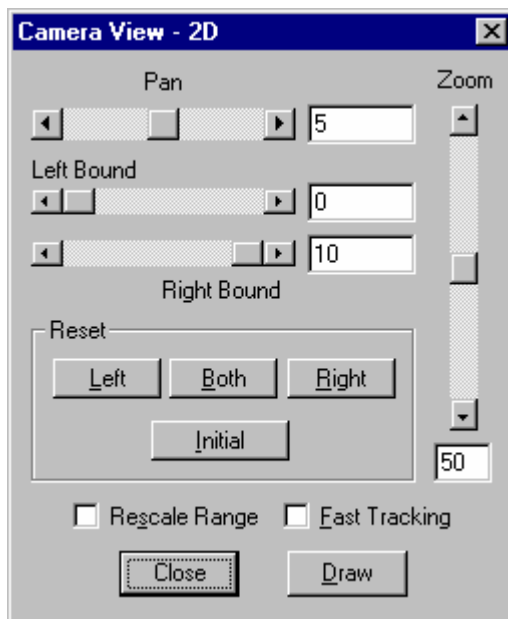 Camera View - 2D
Pan
Zoom
5
Left Bound
0
10
Right Bound
Reset
Left Both Right
Initial
50
Rescale Range Fast Tracking
Close Draw